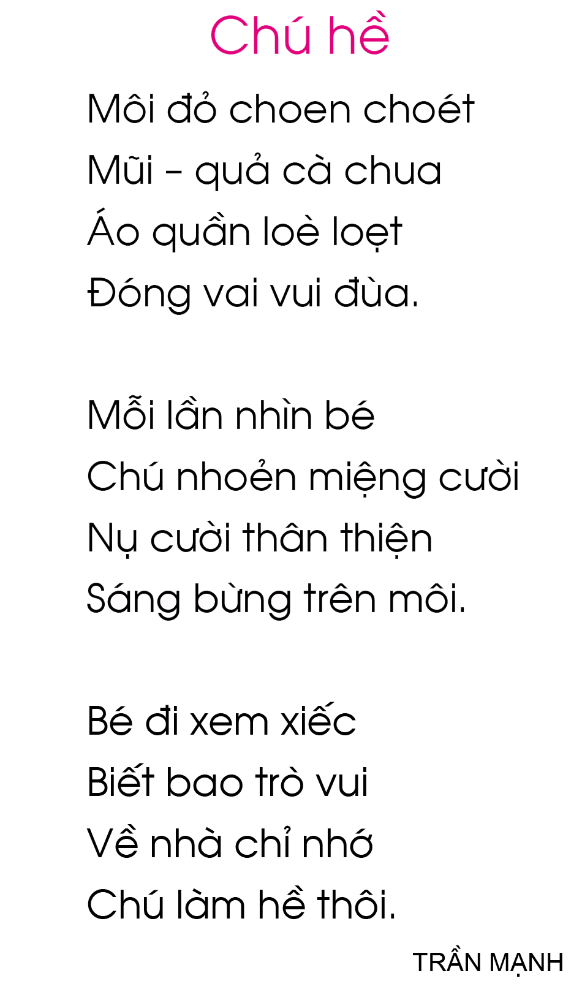 Chú hề
Môi đỏ choen choét
Mũi – quả cà chua
Áo quần loè loẹt
Đóng vai vui đùa.
Mỗi lần nhìn bé
Chú nhoẻn miệng cười
Nụ cười thân thiện
Sáng bừng trên môi.
Bé đi xem xiếc
Biết bao trò vui
Về nhà chỉ nhớ
Chú làm hề thôi.
TRẦN MẠNH